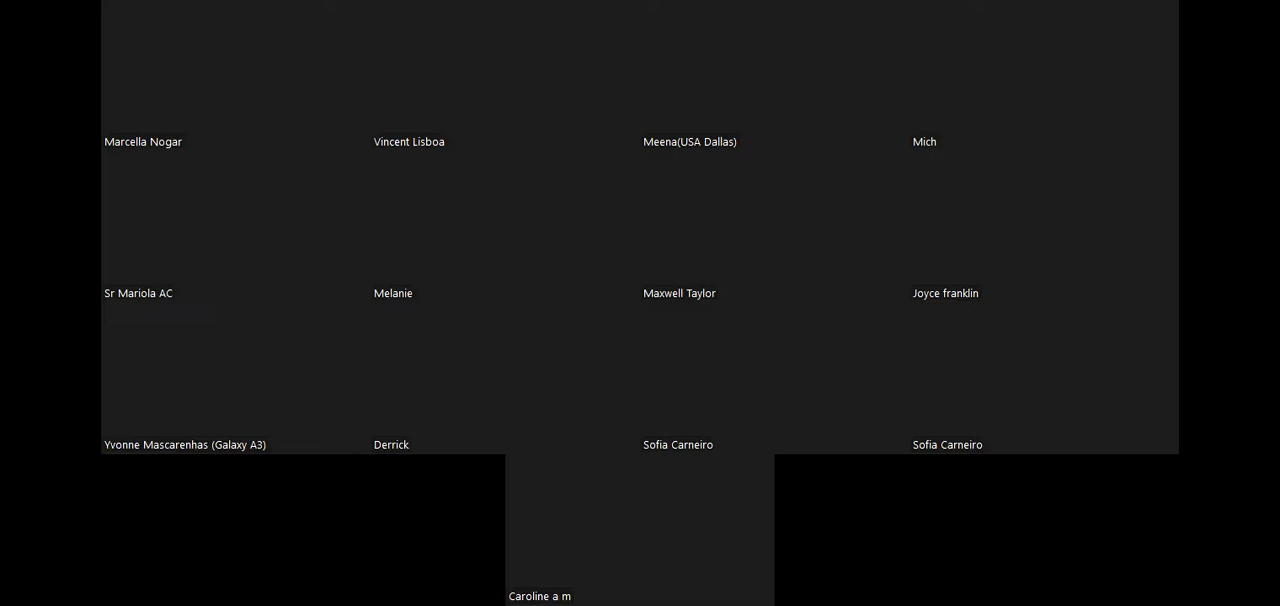 Marcella Nogar
Vincent Lisboa
Meena(USA Dallas)
Mich
Sr Mariola AC
Melanie
Maxwell Taylor
Joyce franklin
Yvonne Mascarenhas (Galaxy A3)
Derrick
Sofia Carneiro
Sofia Carneiro
Caroline a m